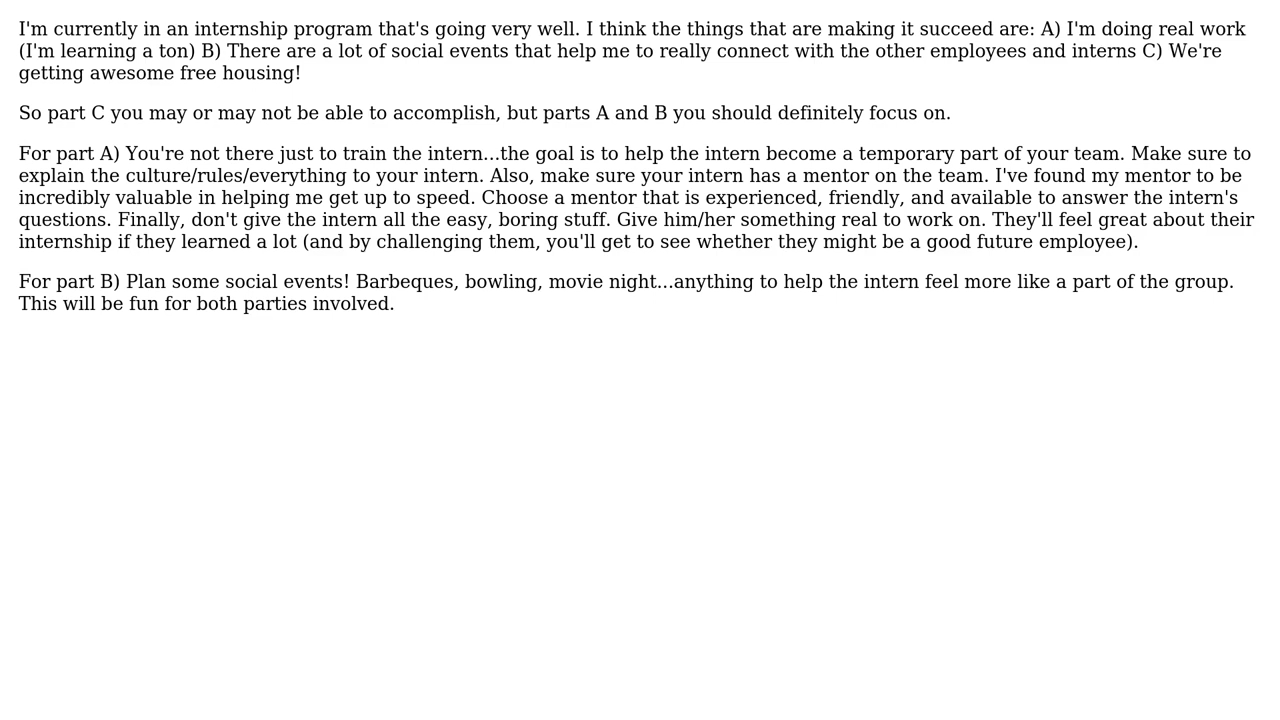 I'm currently in an internship program that's going very well. I think the things that are making it succeed are: A) I'm doing real work
(I'm learning a ton) B) There are a lot of social events that help me to really connect with the other employees and interns C) We're
getting awesome free housing!
So part C you may or may not be able to accomplish, but parts A and B you should definitely focus on.
For part A) You're not there just to train the intern...the goal is to help the intern become a temporary part of your team. Make sure to
explain the culture/rules/everything to your intern. Also, make sure your intern has a mentor on the team. I've found my mentor to be
incredibly valuable in helping me get up to speed. Choose a mentor that is experienced, friendly, and available to answer the intern's
questions. Finally, don't give the intern all the easy, boring stuff. Give him/her something real to work on. They'll feel great about their
internship if they learned a lot (and by challenging them, you'll get to see whether they might be a good future employee).
For part B) Plan some social events! Barbeques, bowling, movie night...anything to help the intern feel more like a part of the group.
This will be fun for both parties involved.